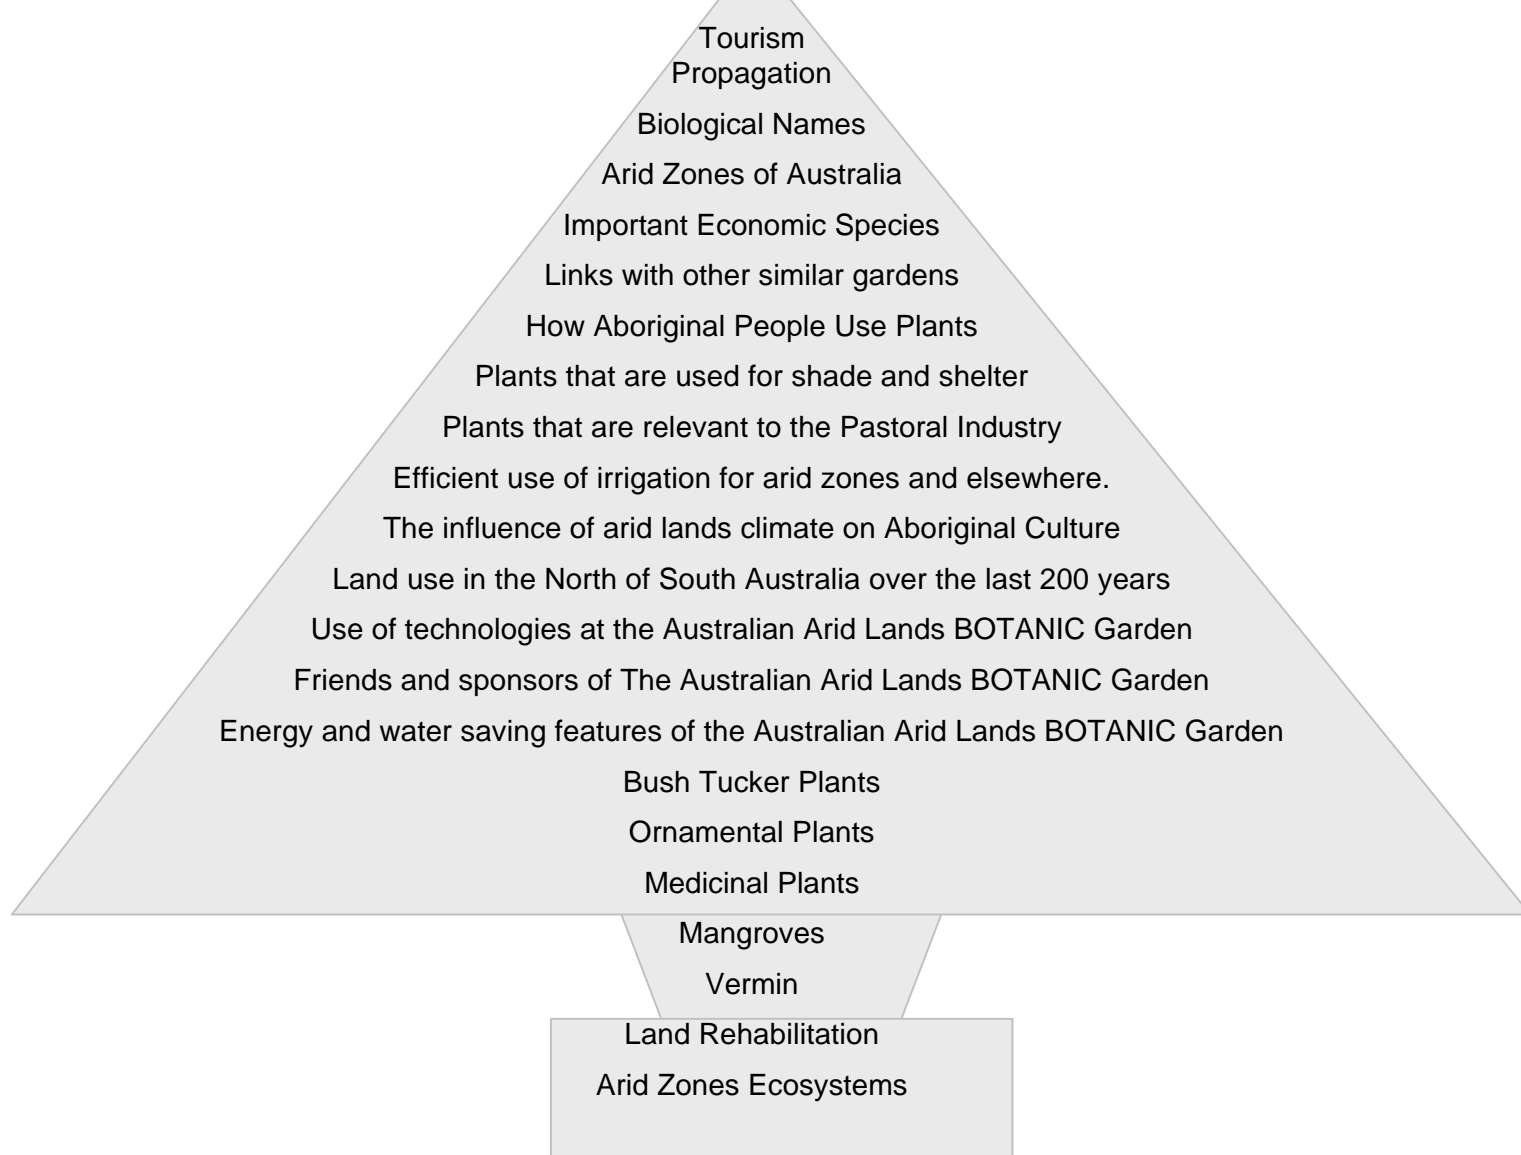 Tourism
Propagation
Biological Names
Arid Zones of Australia
Important Economic Species
Links with other similar gardens
How Aboriginal People Use Plants
Plants that are used for shade and shelter
Plants that are relevant to the Pastoral Industry
Efficient use of irrigation for arid zones and elsewhere.
The influence of arid lands climate on Aboriginal Culture
Land use in the North of South Australia over the last 200 years
Use of technologies at the Australian Arid Lands BOTANIC Garden
Friends and sponsors of The Australian Arid Lands BOTANIC Garden
Energy and water saving features of the Australian Arid Lands BOTANIC Garden
Bush Tucker Plants
Ornamental Plants
Medicinal Plants
Mangroves
Vermin
Land Rehabilitation
Arid Zones Ecosystems